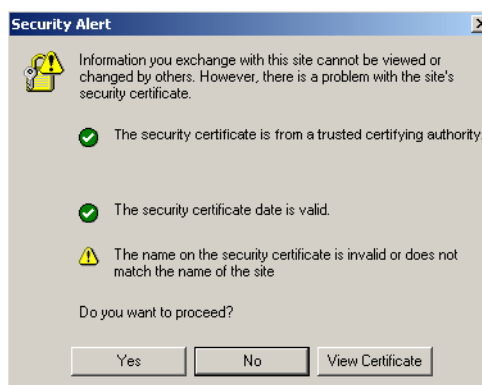 Security Alert
Information you exchange with this site cannot be viewed or
changed by others. However, there is a problem with the site's
security certificate.
The security certificate is from a trusted certifying authority.
The security certificate date is valid.
The name on the security certificate is invalid or does not
match the name of the site
Do you want to proceed?
Yes No View Certificate